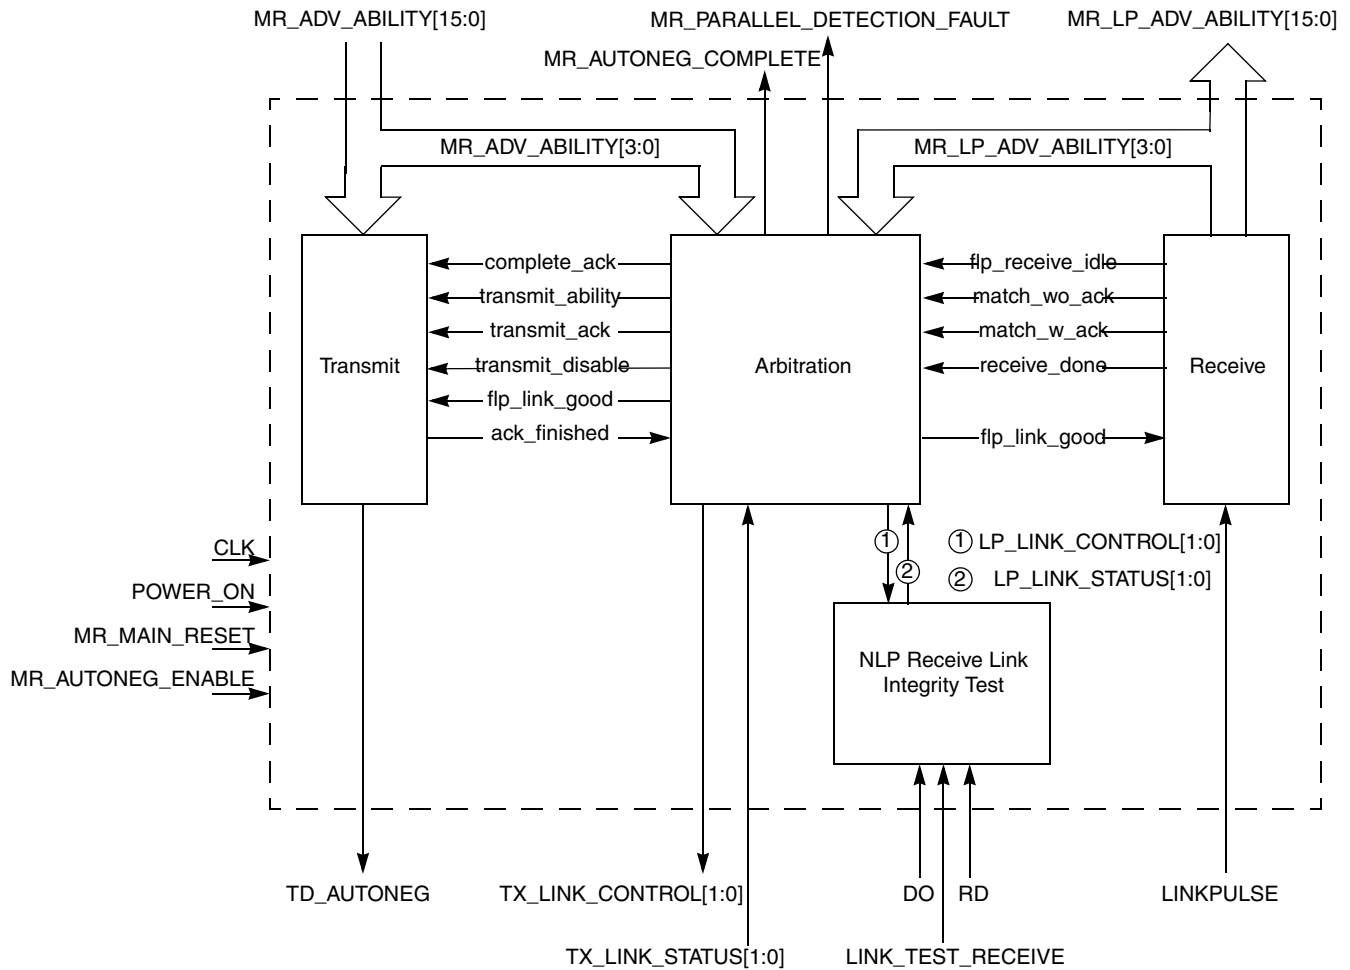 MR_ADV_ABILITY[15:0]
MR_PARALLEL_DETECTION_FAULT
MR_LP_ADV_ABILITY[15:0]
MR_AUTONEG_COMPLETE
MR_ADV_ABILITY[3:0]
MR_LP_ADV_ABILITY[3:0]
complete_ack
flp_receive_idle
transmit_ability
match_wo_ack
transmit_ack
match_w_ack
Transmit
transmit_disable
Arbitration
receive_done
Receive
flp_link_good
ack_finished
flp_link_good
1
1 LP_LINK_CONTROL[1:0]
2
2 LP_LINK_STATUS[1:0]
CLK
POWER_ON
MR_MAIN_RESET
MR_AUTONEG_ENABLE
NLP Receive Link
Integrity Test
TD_AUTONEG
TX_LINK_CONTROL[1:0]
DO
RD
LINKPULSE
TX_LINK_STATUS[1:0]
LINK_TEST_RECEIVE